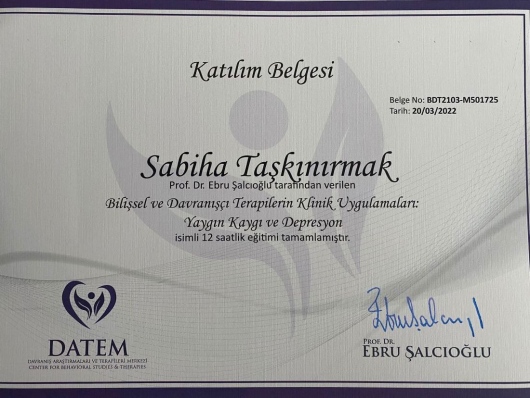 Katılım Belgesi
Belge No: BDT2103-MS01725
Tarih: 20/03/2022
Sabiha Taşkınırmak
Prof. Dr. Ebru Şalcıoğlu tarafından verilen
Bilişsel ve Davranışçı Terapilerin Klinik Uygulamaları:
Yaygın Kaygı ve Depresyon
isimli 12 saatlik eğitimi tamamlamıştır.
DATEM
DAVRANIŞ ARAŞTIRMALARI VE TERAPİLERİ MERKEZİ
CENTER FOR BEHAVIORAL STUDIES & THERAPIES
Ebru Şalcıoğlu
PROF. DR.
EBRU ŞALCIOĞLU